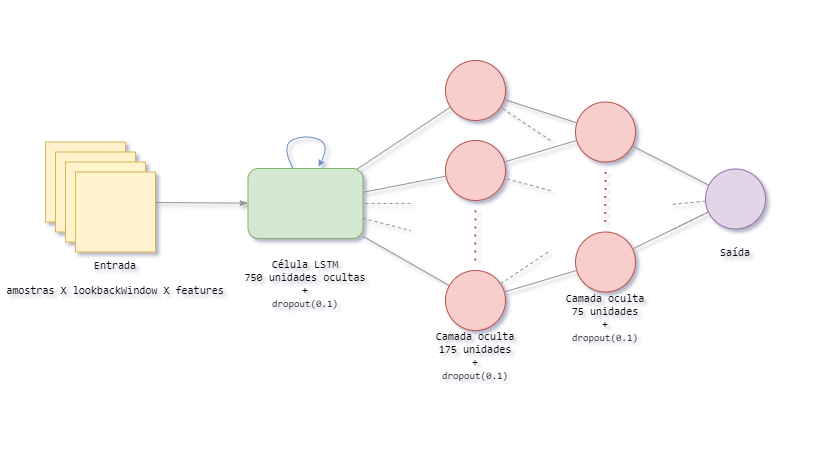 Entrada
amostras X lookbackWindow X features
Célula LSTM
750 unidades ocultas
+
dropout(0.1)
Camada oculta
175 unidades
+
dropout(0.1)
Camada oculta
75 unidades
+
dropout(0.1)
Saída